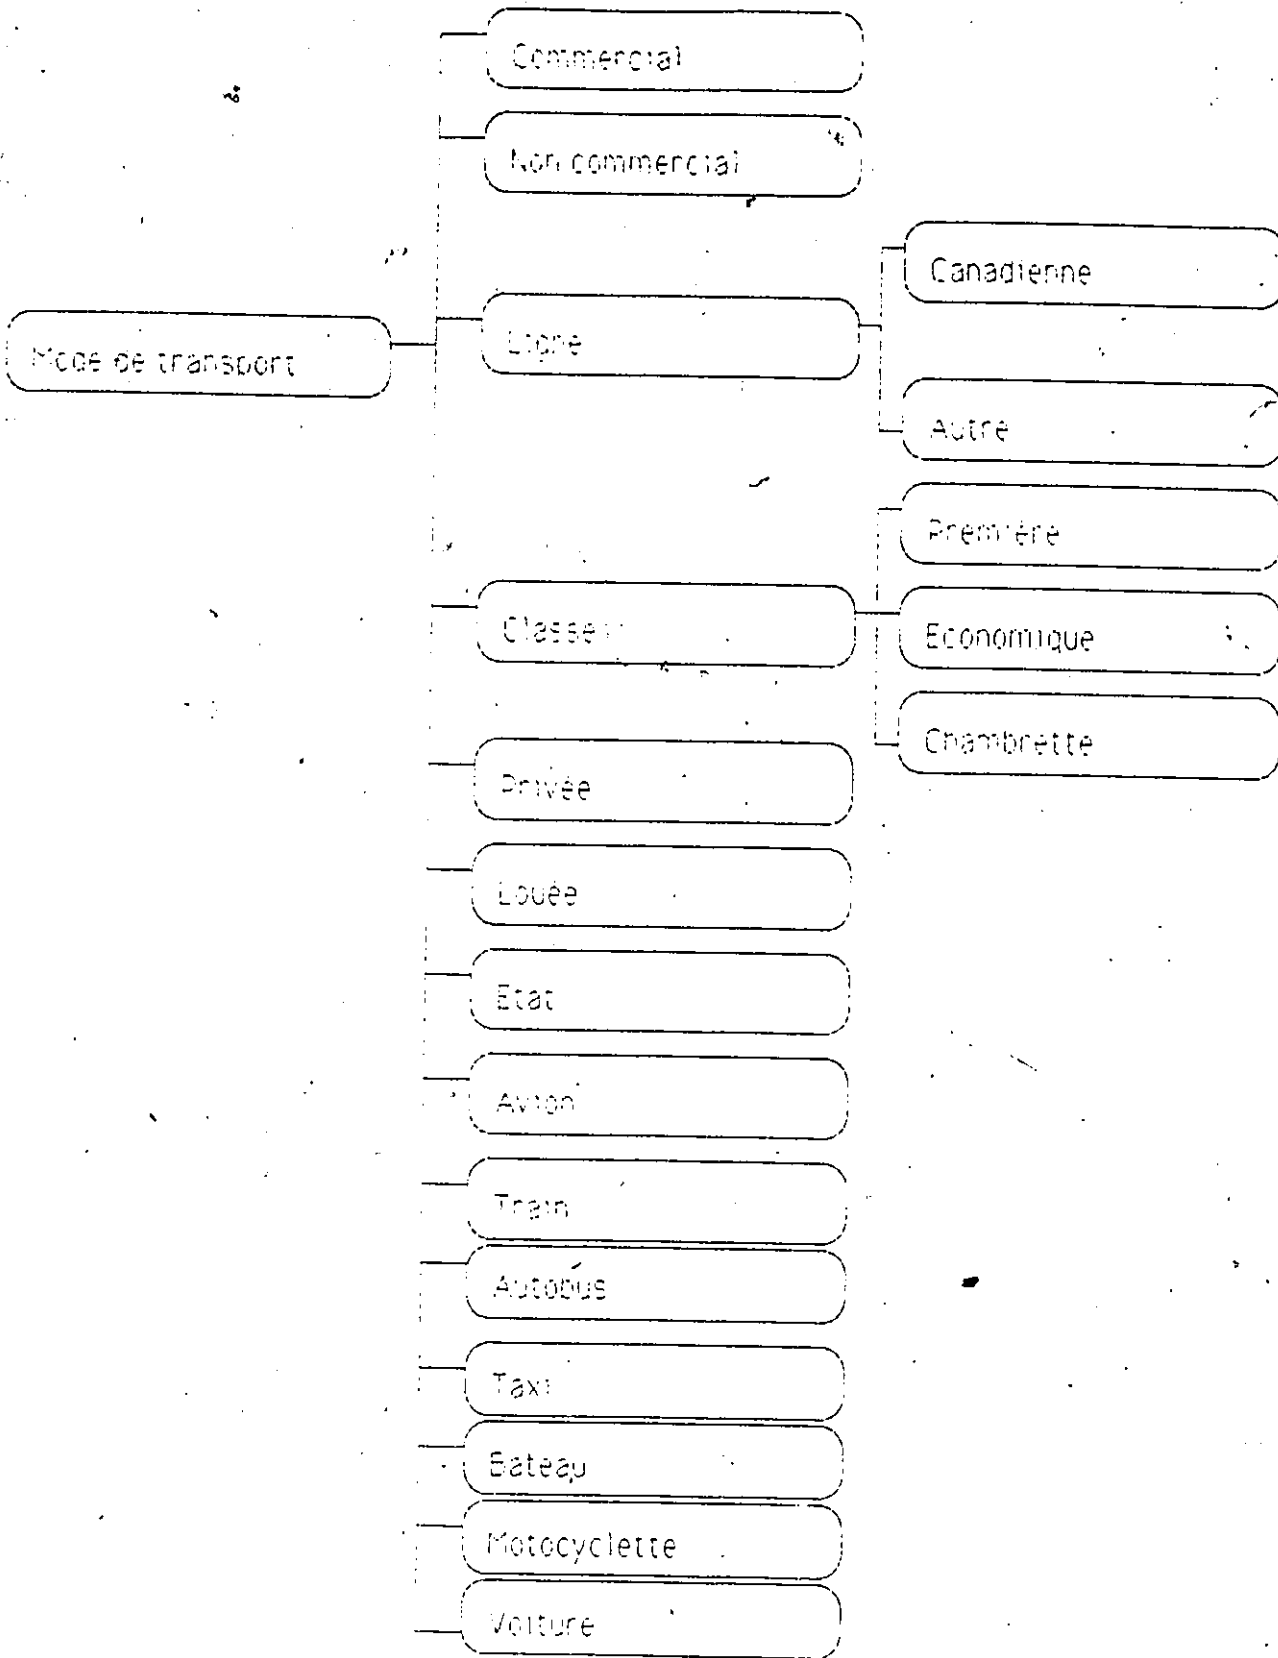 Commercial
Non commercial
Canadienne
Ligne
Mode de transport
Autre
Première
Classe
Economique
Chambrette
Privée
Louée
Etat
Avion
Train
Autobus
Taxi
Bateau
Motocyclette
Voiture